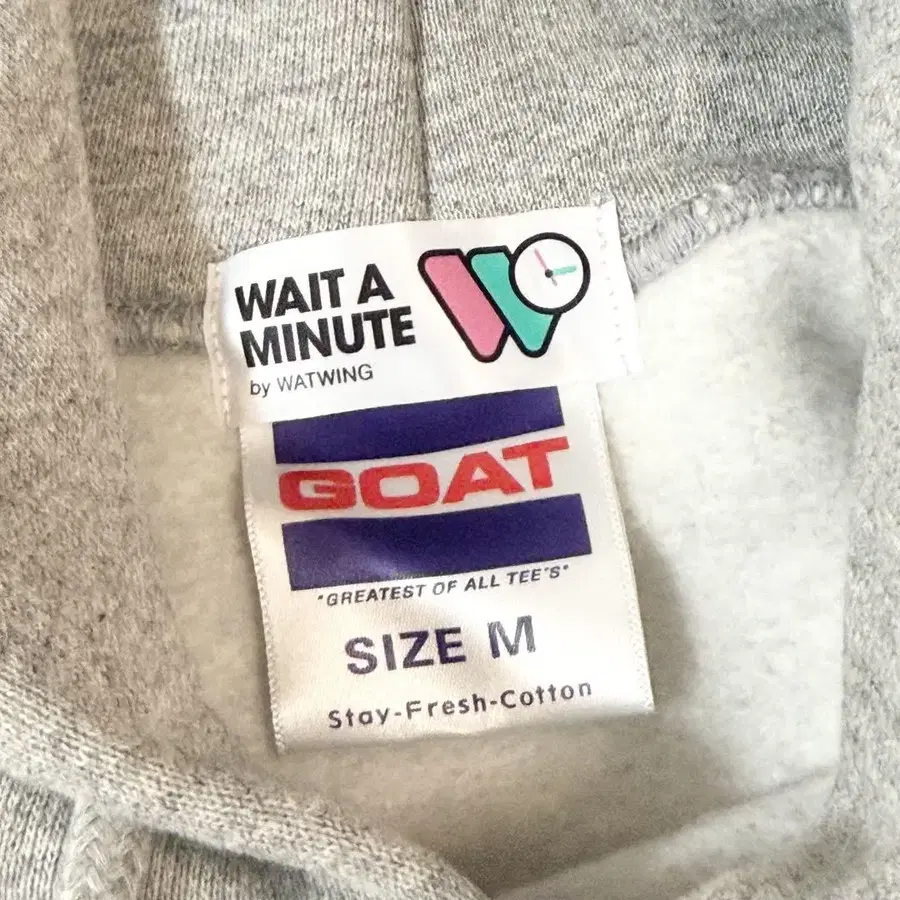 WAIT A
MINUTE
by WATWING
GOAT
"GREATEST OF ALL TEE'S"
SIZE M
Stay-Fresh-Cotton